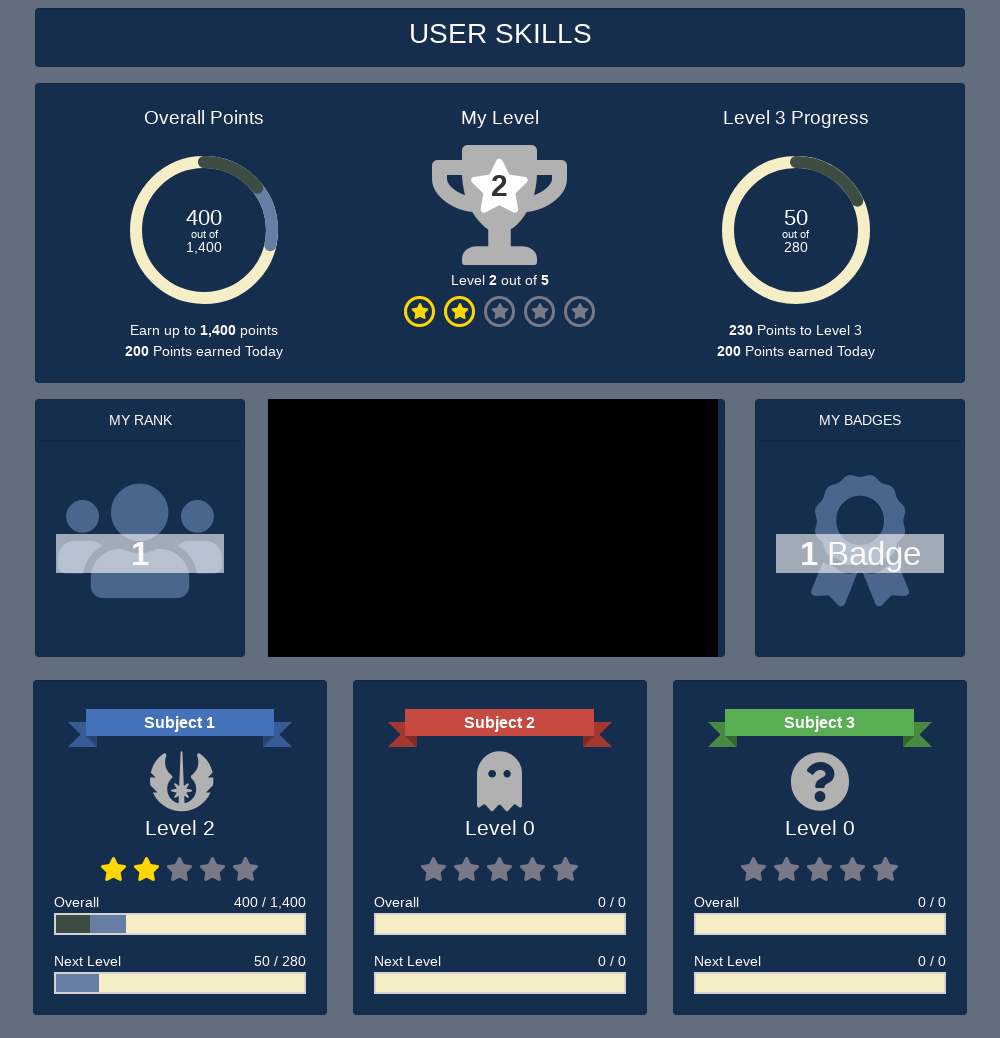 USER SKILLS
Overall Points
400
out of
1,400
Earn up to 1,400 points
200 Points earned Today
My Level
2
Level 2 out of 5
Level 3 Progress
50
out of
280
230 Points to Level 3
200 Points earned Today
MY RANK
1
MY BADGES
1 Badge
Subject 1
Level 2
Overall 400 / 1,400
Next Level 50 / 280
Subject 2
Level 0
Overall 0 / 0
Next Level 0 / 0
Subject 3
Level 0
Overall 0 / 0
Next Level 0 / 0